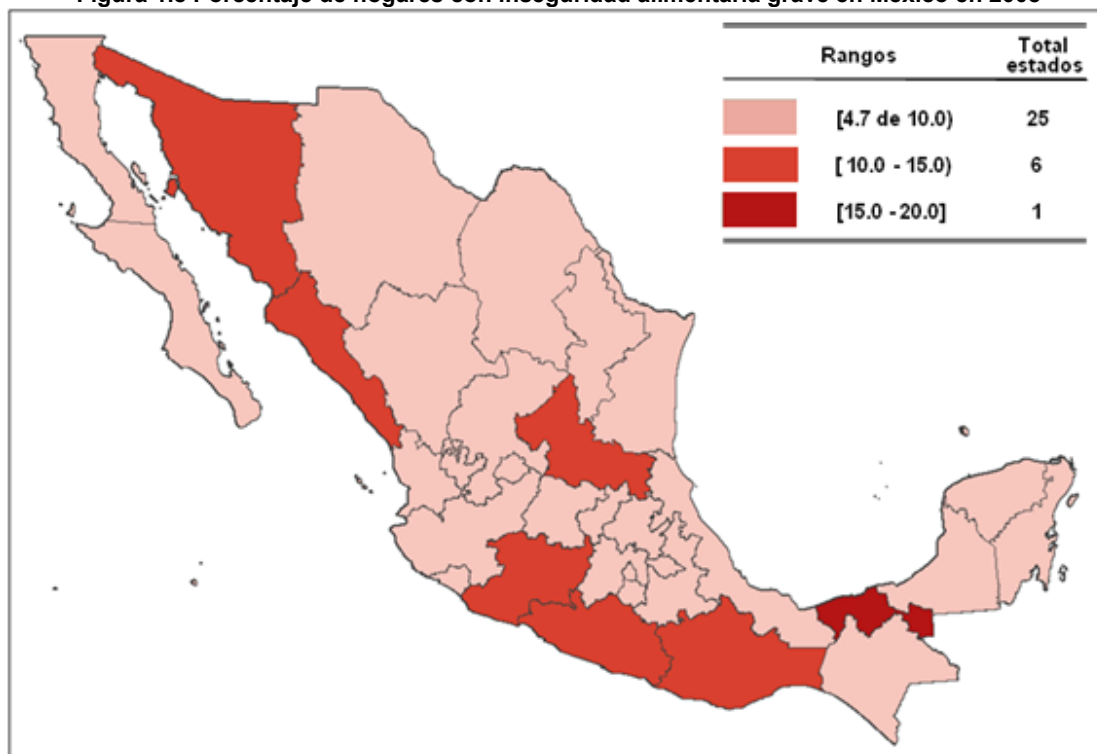 Figura Porcentaje de hogares con inseguridad alimentaria grave en México en
Rangos Total estados
[4.7 de 10.0) 25
[ 10.0 - 15.0) 6
[15.0 - 20.0] 1